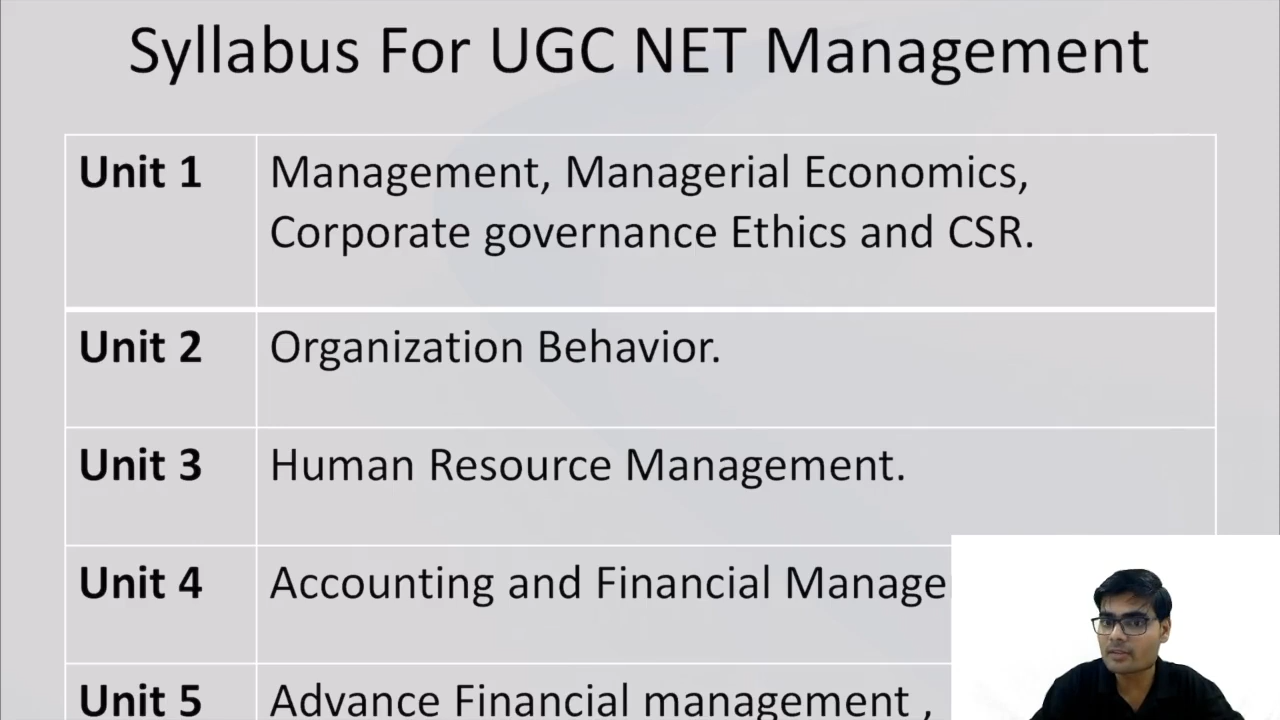 Syllabus For UGC NET Management
Unit 1
Management, Managerial Economics,
Corporate governance Ethics and CSR.
Unit 2
Organization Behavior.
Unit 3
Human Resource Management.
Unit 4
Accounting and Financial Manage
Unit 5
Advance Financial management ,